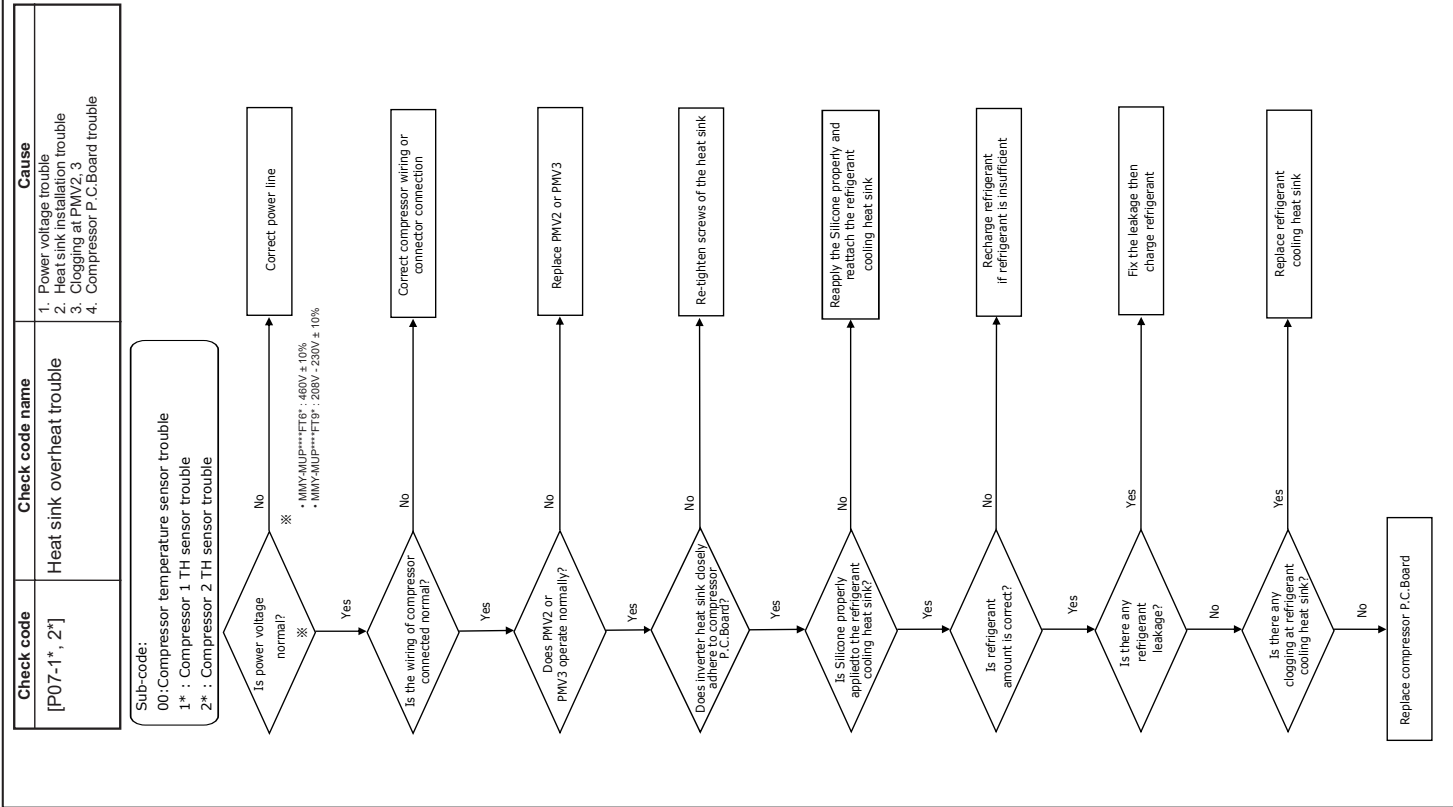 Check code
Check code name
Cause
[P07-1*, 2*]
Heat sink overheat trouble
1. Power voltage trouble
2. Heat sink installation trouble
3. Clogging at PMV2, 3
4. Compressor P.C.Board trouble
Sub-code:
00:Compressor temperature sensor trouble
1* : Compressor 1 TH sensor trouble
2* : Compressor 2 TH sensor trouble
Is power voltage
normal?
※
No
※
• MMY-MUP****FT6* : 460V ± 10%
• MMY-MUP****FT9* : 208V - 230V ± 10%
Correct power line
Yes
Is the wiring of compressor
connected normal?
No
Correct compressor wiring or
connector connection
Yes
Does PMV2 or
PMV3 operate normally?
No
Replace PMV2 or PMV3
Yes
Does inverter heat sink closely
adhere to compressor
P.C.Board?
No
Re-tighten screws of the heat sink
Yes
Is Silicone properly
appliedto the refrigerant
cooling heat sink?
No
Reapply the Silicone properly and
reattach the refrigerant
cooling heat sink
Yes
Is refrigerant
amount is correct?
No
Recharge refrigerant
if refrigerant is insufficient
Yes
Is there any
refrigerant
leakage?
Yes
Fix the leakage then
charge refrigerant
No
Is there any
clogging at refrigerant
cooling heat sink?
Yes
Replace refrigerant
cooling heat sink
No
Replace compressor P.C.Board